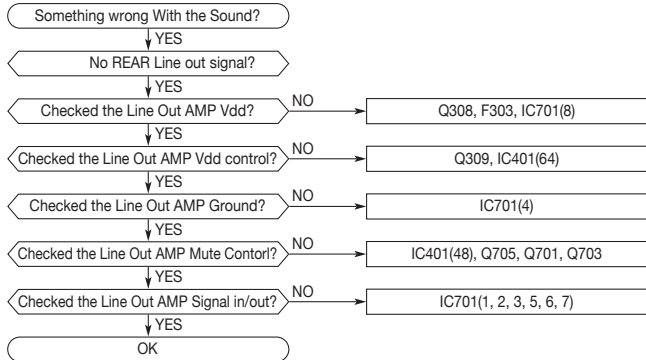 Something wrong With the Sound?
YES
No REAR Line out signal?
YES
Checked the Line Out AMP Vdd?
NO
Q308, F303, IC701(8)
YES
Checked the Line Out AMP Vdd control?
NO
Q309, IC401(64)
YES
Checked the Line Out AMP Ground?
NO
IC701(4)
YES
Checked the Line Out AMP Mute Contorl?
NO
IC401(48), Q705, Q701, Q703
YES
Checked the Line Out AMP Signal in/out?
NO
IC701(1, 2, 3, 5, 6, 7)
YES
OK